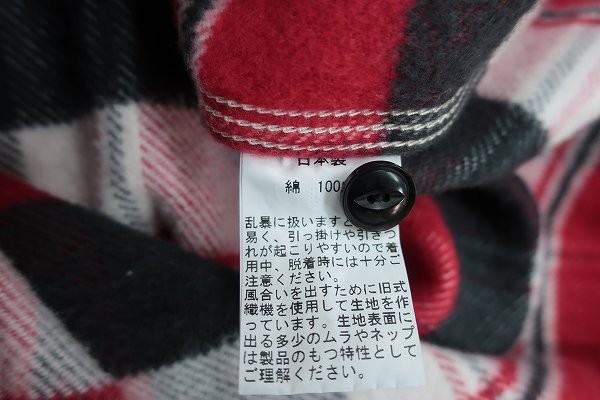 日本製
綿 100
乱暴に扱いますと
易く、引っ掛けや引きつ
れが起こりやすいので着
用中、脱着時には十分ご
注意ください。
風合いを出すために旧式
織機を使用して生地を作
っています。生地表面に
出る多少のムラやネップ
は製品のもつ特性として
ご理解ください。